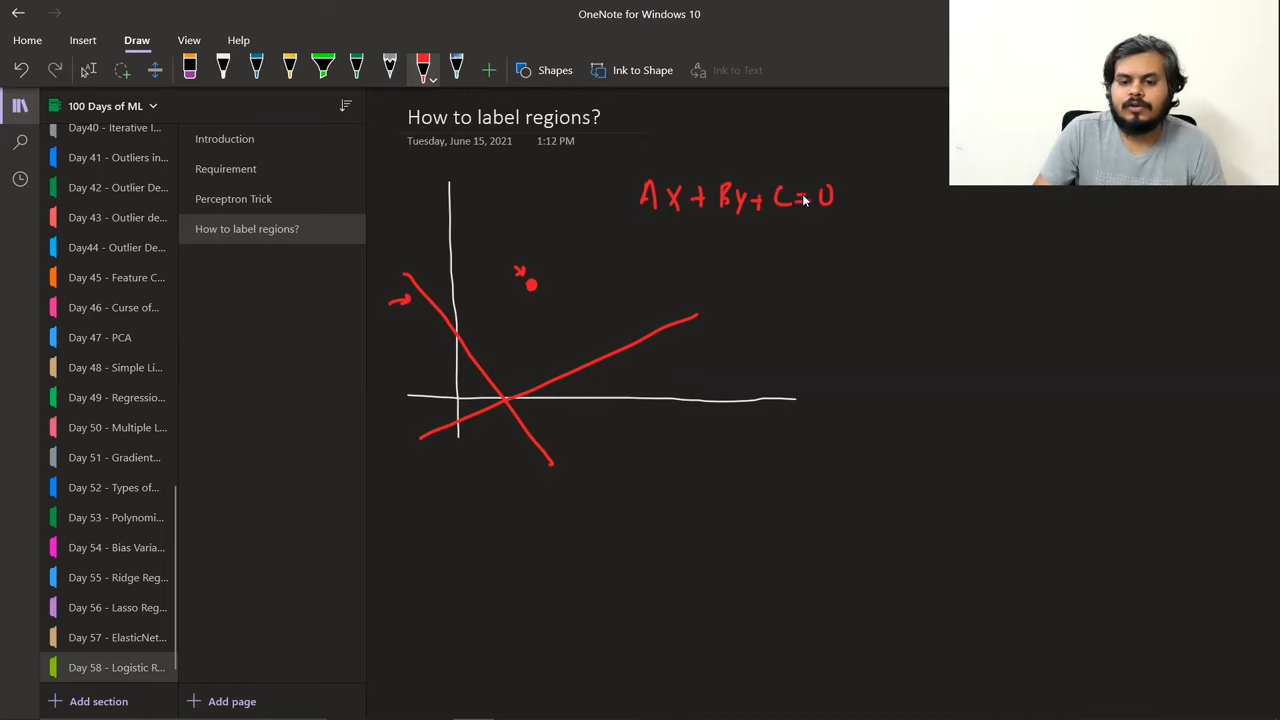 OneNote for Windows 10
Home Insert Draw View Help
Shapes Ink to Shape Ink to Text
100 Days of ML
Day40 - Iterative I...
Day 41 - Outliers in...
Day 42 - Outlier De...
Day 43 - Outlier de...
Day44 - Outlier Def...
Day 45 - Feature C...
Day 46 - Curse of...
Day 47 - PCA
Day 48 - Simple Li...
Day 49 - Regressio...
Day 50 - Multiple L...
Day 51 - Gradient...
Day 52 - Types of...
Day 53 - Polynomi...
Day 54 - Bias Varia...
Day 55 - Ridge Reg...
Day 56 - Lasso Reg...
Day 57 - ElasticNet...
Day 58 - Logistic R...
Add section
Introduction
Requirement
Perceptron Trick
How to label regions?
Add page
How to label regions?
Tuesday, June 15, 2021 1:12 PM
Ax + By + C = 0